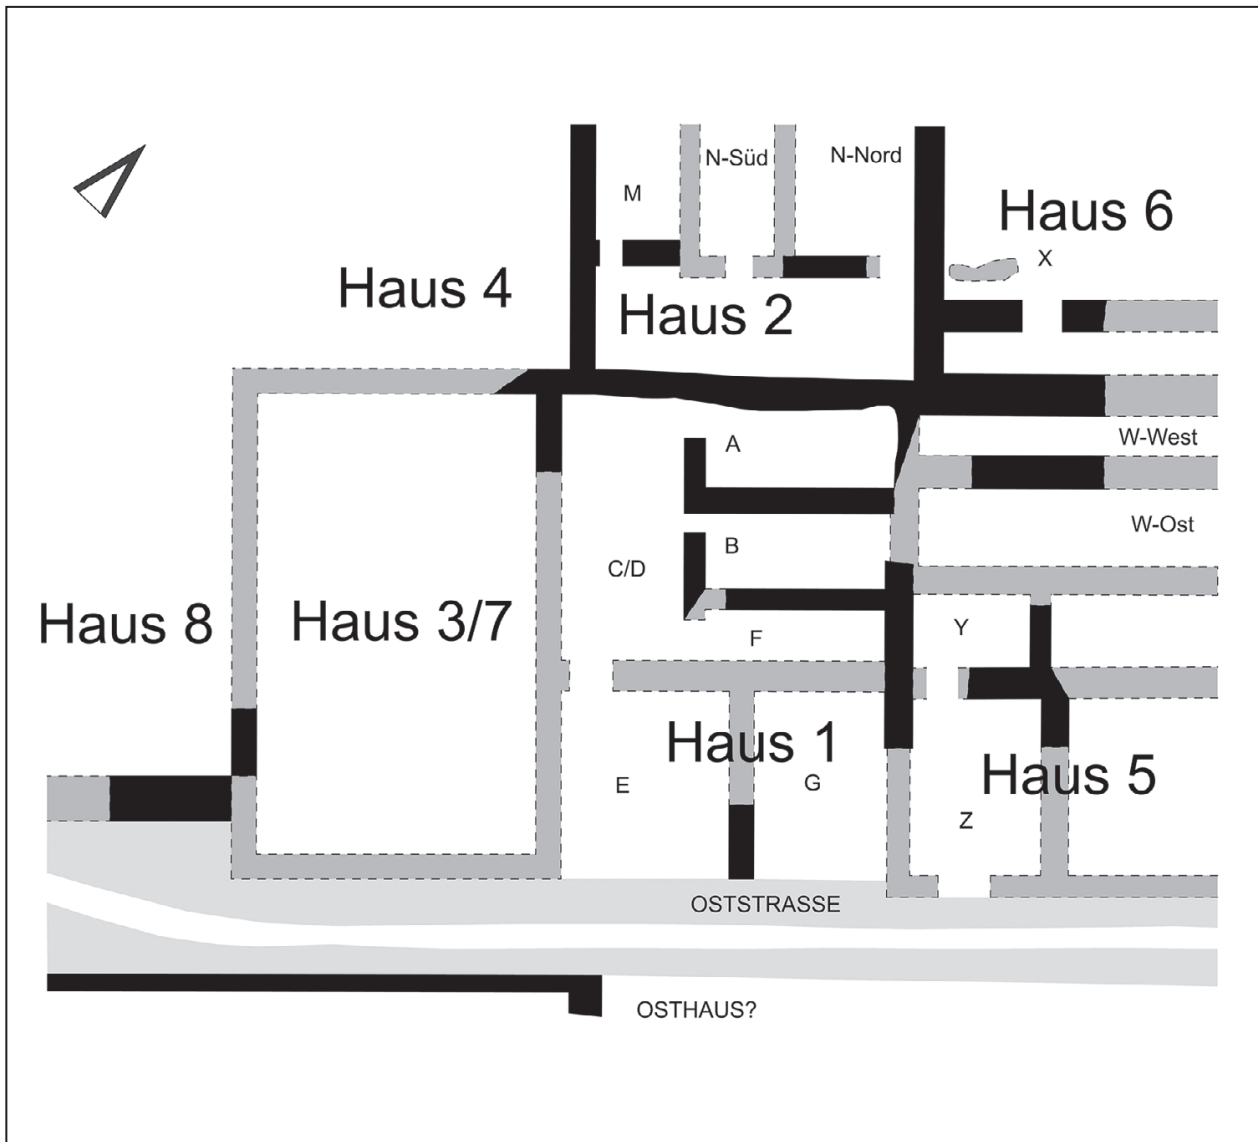 N-Süd
N-Nord
M
Haus 6
X
Haus 4
Haus 2
A
W-West
W-Ost
B
C/D
Haus 8
Haus 3/7
F
Y
Haus 1
E
G
Haus 5
Z
OSTSTRASSE
OSTHAUS?